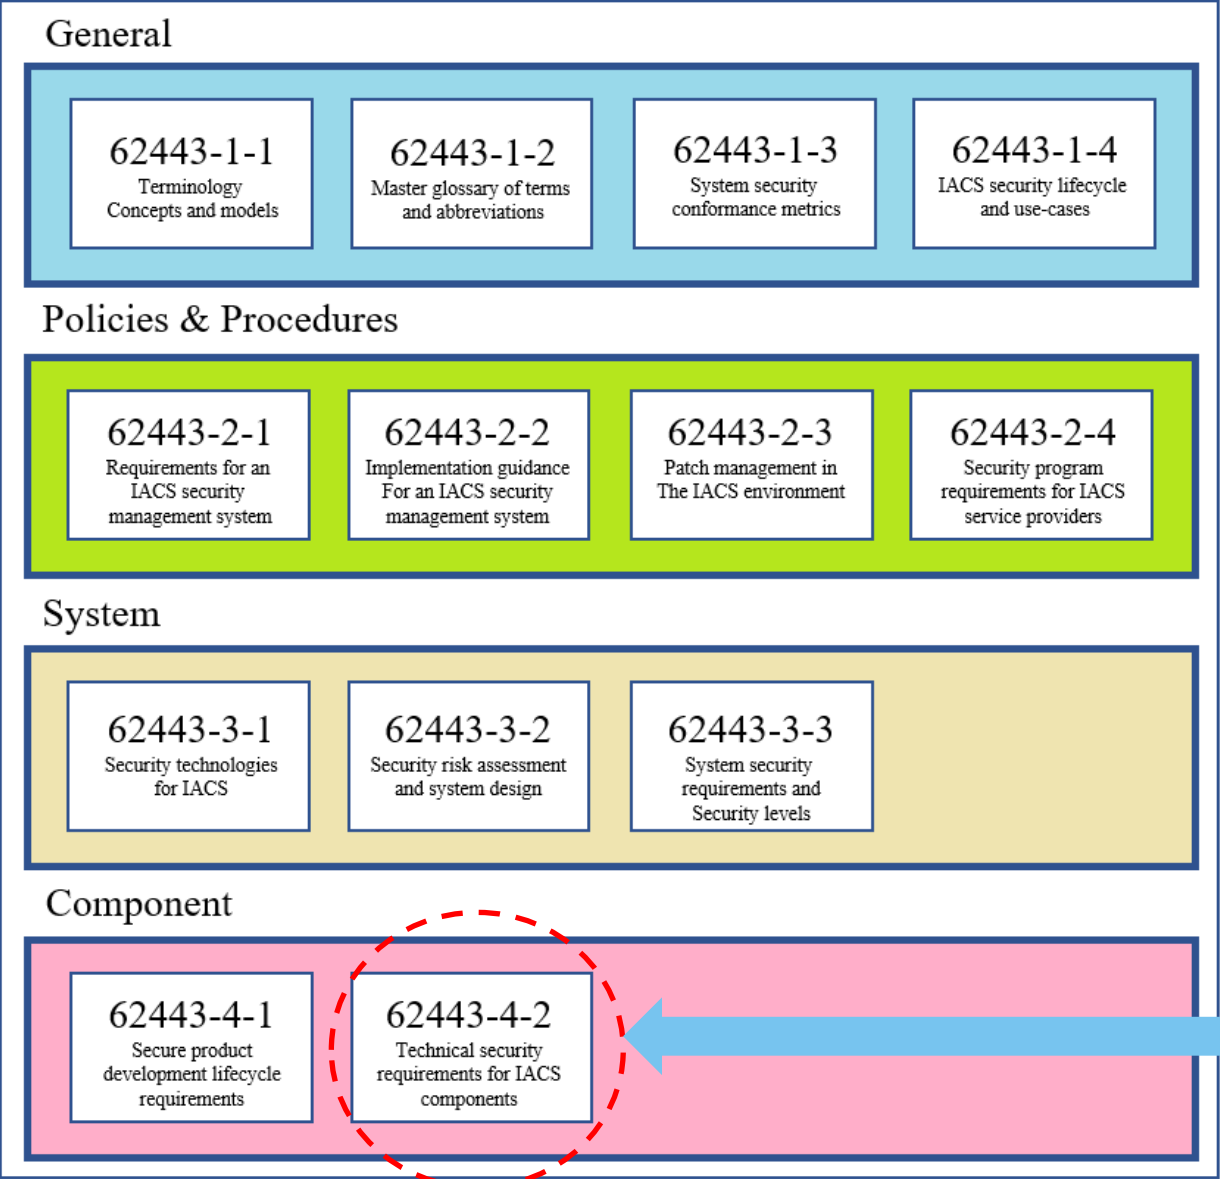 General
62443-1-1
Terminology
Concepts and models
62443-1-2
Master glossary of terms
and abbreviations
62443-1-3
System security
conformance metrics
62443-1-4
IACS security lifecycle
and use-cases
Policies & Procedures
62443-2-1
Requirements for an
IACS security
management system
62443-2-2
Implementation guidance
For an IACS security
management system
62443-2-3
Patch management in
The IACS environment
62443-2-4
Security program
requirements for IACS
service providers
System
62443-3-1
Security technologies
for IACS
62443-3-2
Security risk assessment
and system design
62443-3-3
System security
requirements and
Security levels
Component
62443-4-1
Secure product
development lifecycle
requirements
62443-4-2
Technical security
requirements for IACS
components